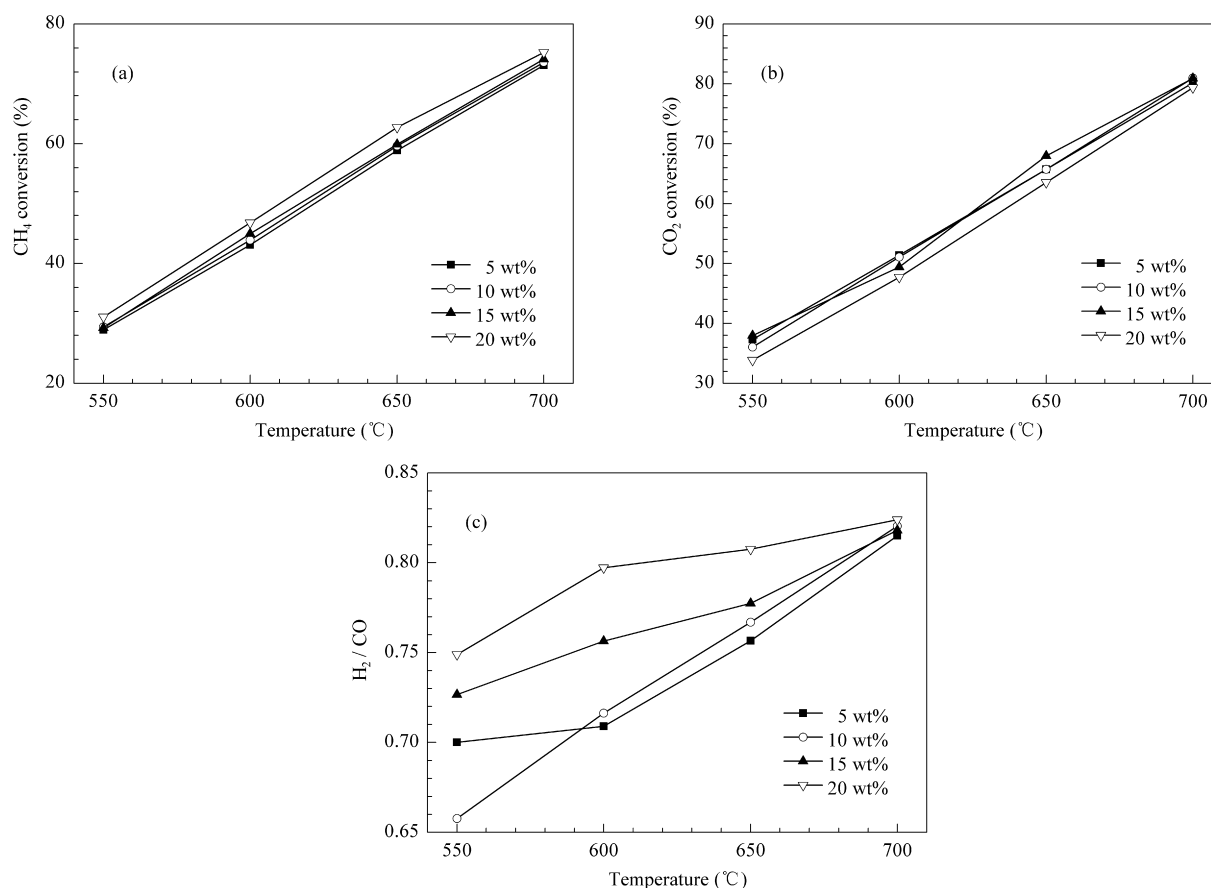 (a)
CH₄ conversion (%)
80
60
40
20
5 wt%
10 wt%
15 wt%
20 wt%
550 600 650 700
Temperature (℃)
(b)
CO₂ conversion (%)
90
80
70
60
50
40
30
5 wt%
10 wt%
15 wt%
20 wt%
550 600 650 700
Temperature (℃)
(c)
H₂ / CO
0.85
0.80
0.75
0.70
0.65
5 wt%
10 wt%
15 wt%
20 wt%
550 600 650 700
Temperature (℃)